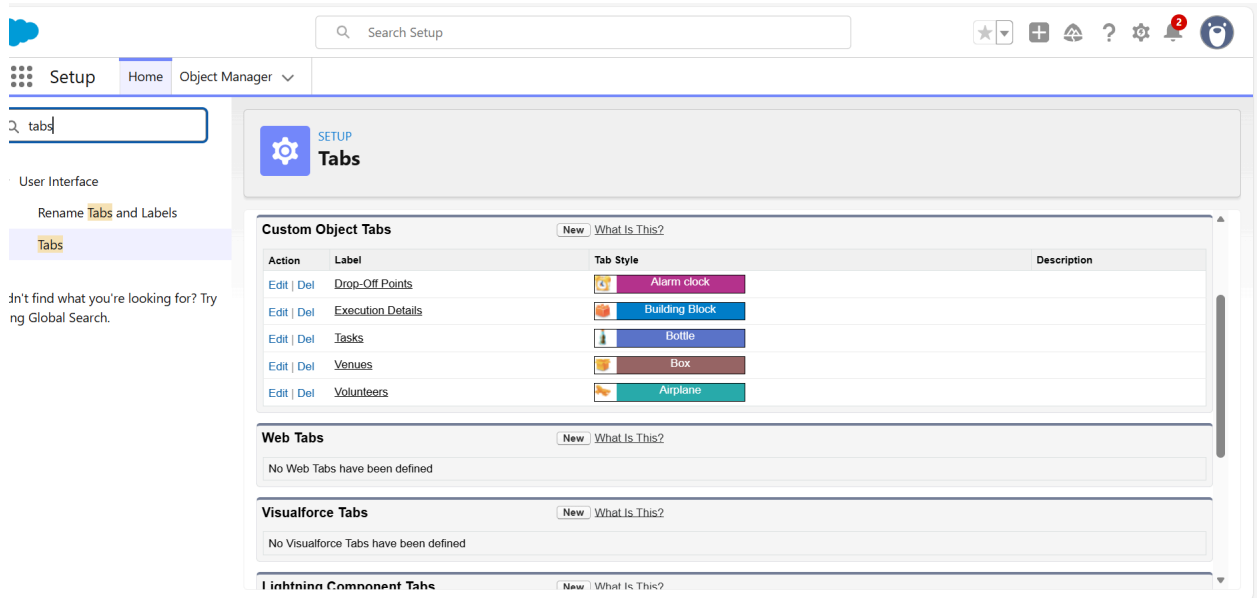 Search Setup
2
Setup
Home
Object Manager
tabs
User Interface
Rename Tabs and Labels
Tabs
dn't find what you're looking for? Try
ng Global Search.
SETUP
Tabs
Custom Object Tabs New What Is This?
Action Label Tab Style Description
Edit | Del Drop-Off Points Alarm clock
Edit | Del Execution Details Building Block
Edit | Del Tasks Bottle
Edit | Del Venues Box
Edit | Del Volunteers Airplane
Web Tabs New What Is This?
No Web Tabs have been defined
Visualforce Tabs New What Is This?
No Visualforce Tabs have been defined
Lightning Component Tabs New What Is This?